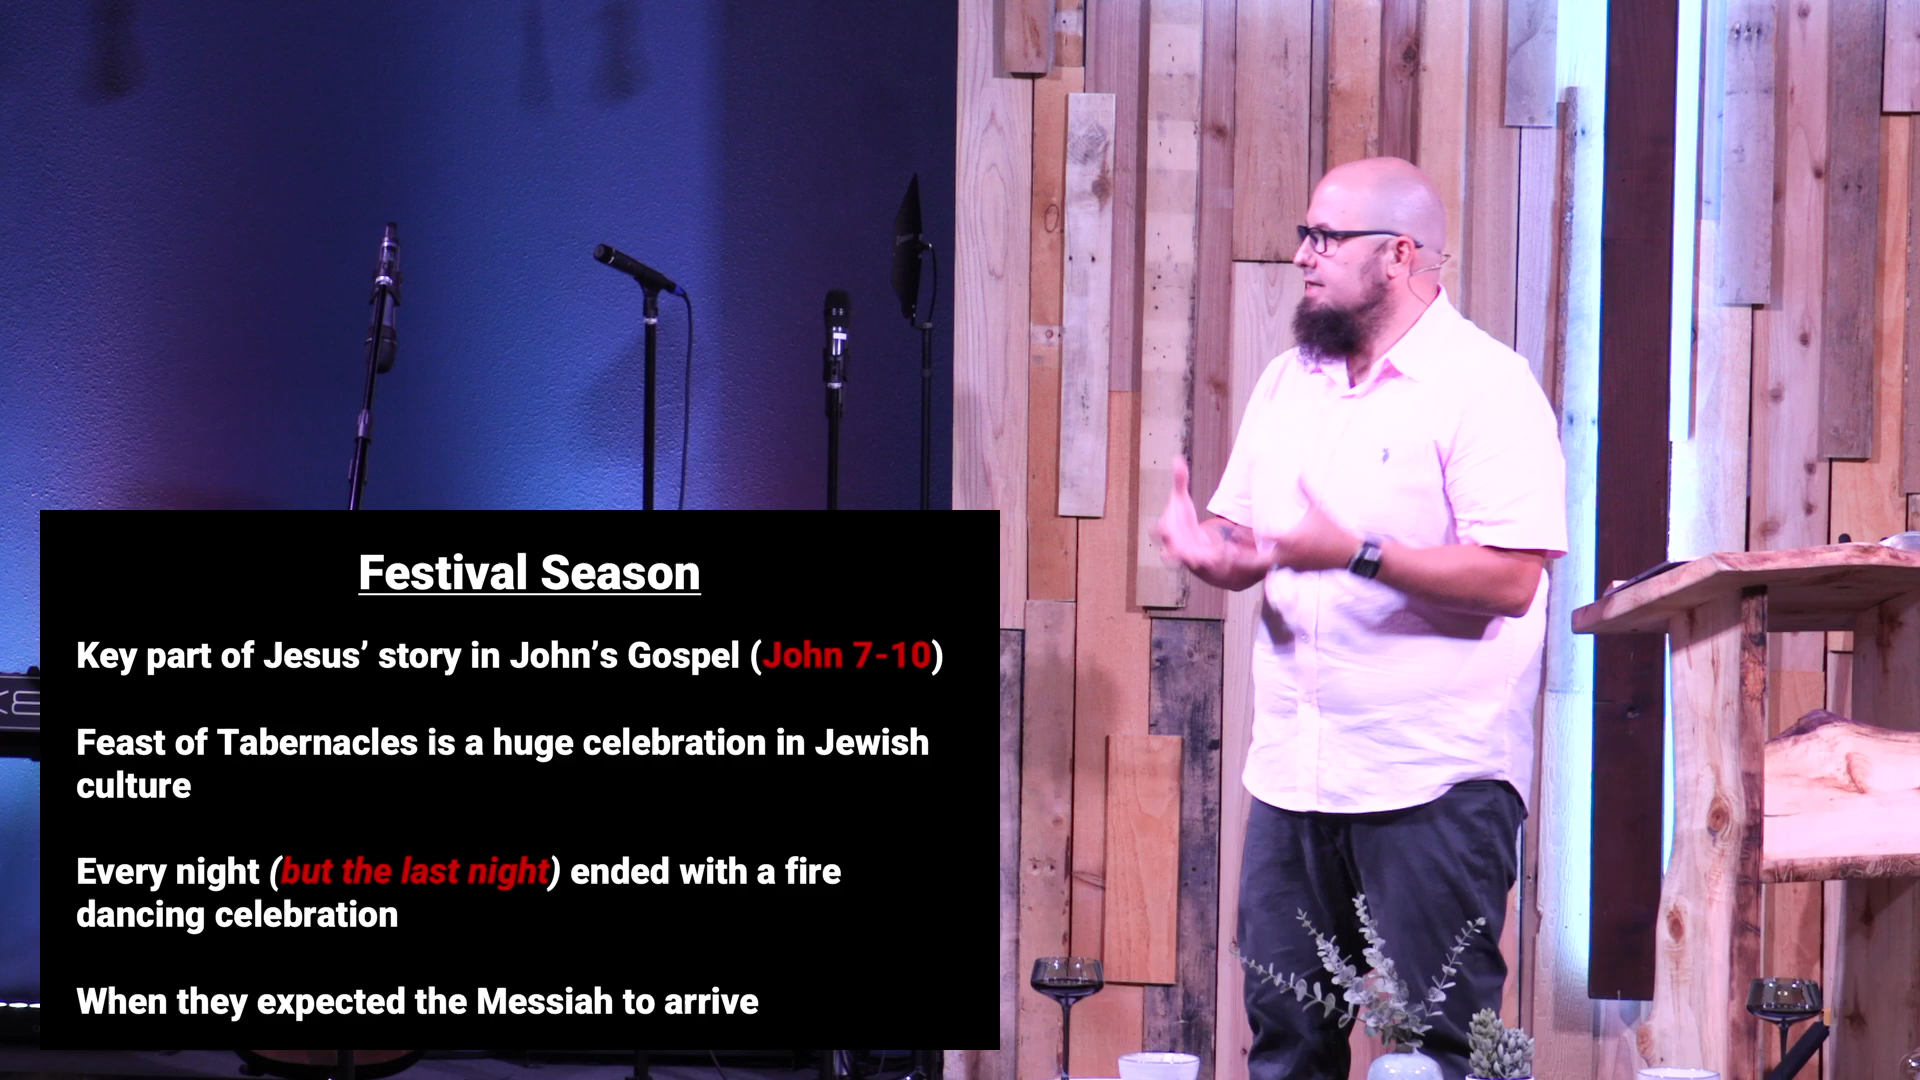 Festival Season
Key part of Jesus’ story in John’s Gospel (John 7-10)
Feast of Tabernacles is a huge celebration in Jewish
culture
Every night (but the last night) ended with a fire
dancing celebration
When they expected the Messiah to arrive